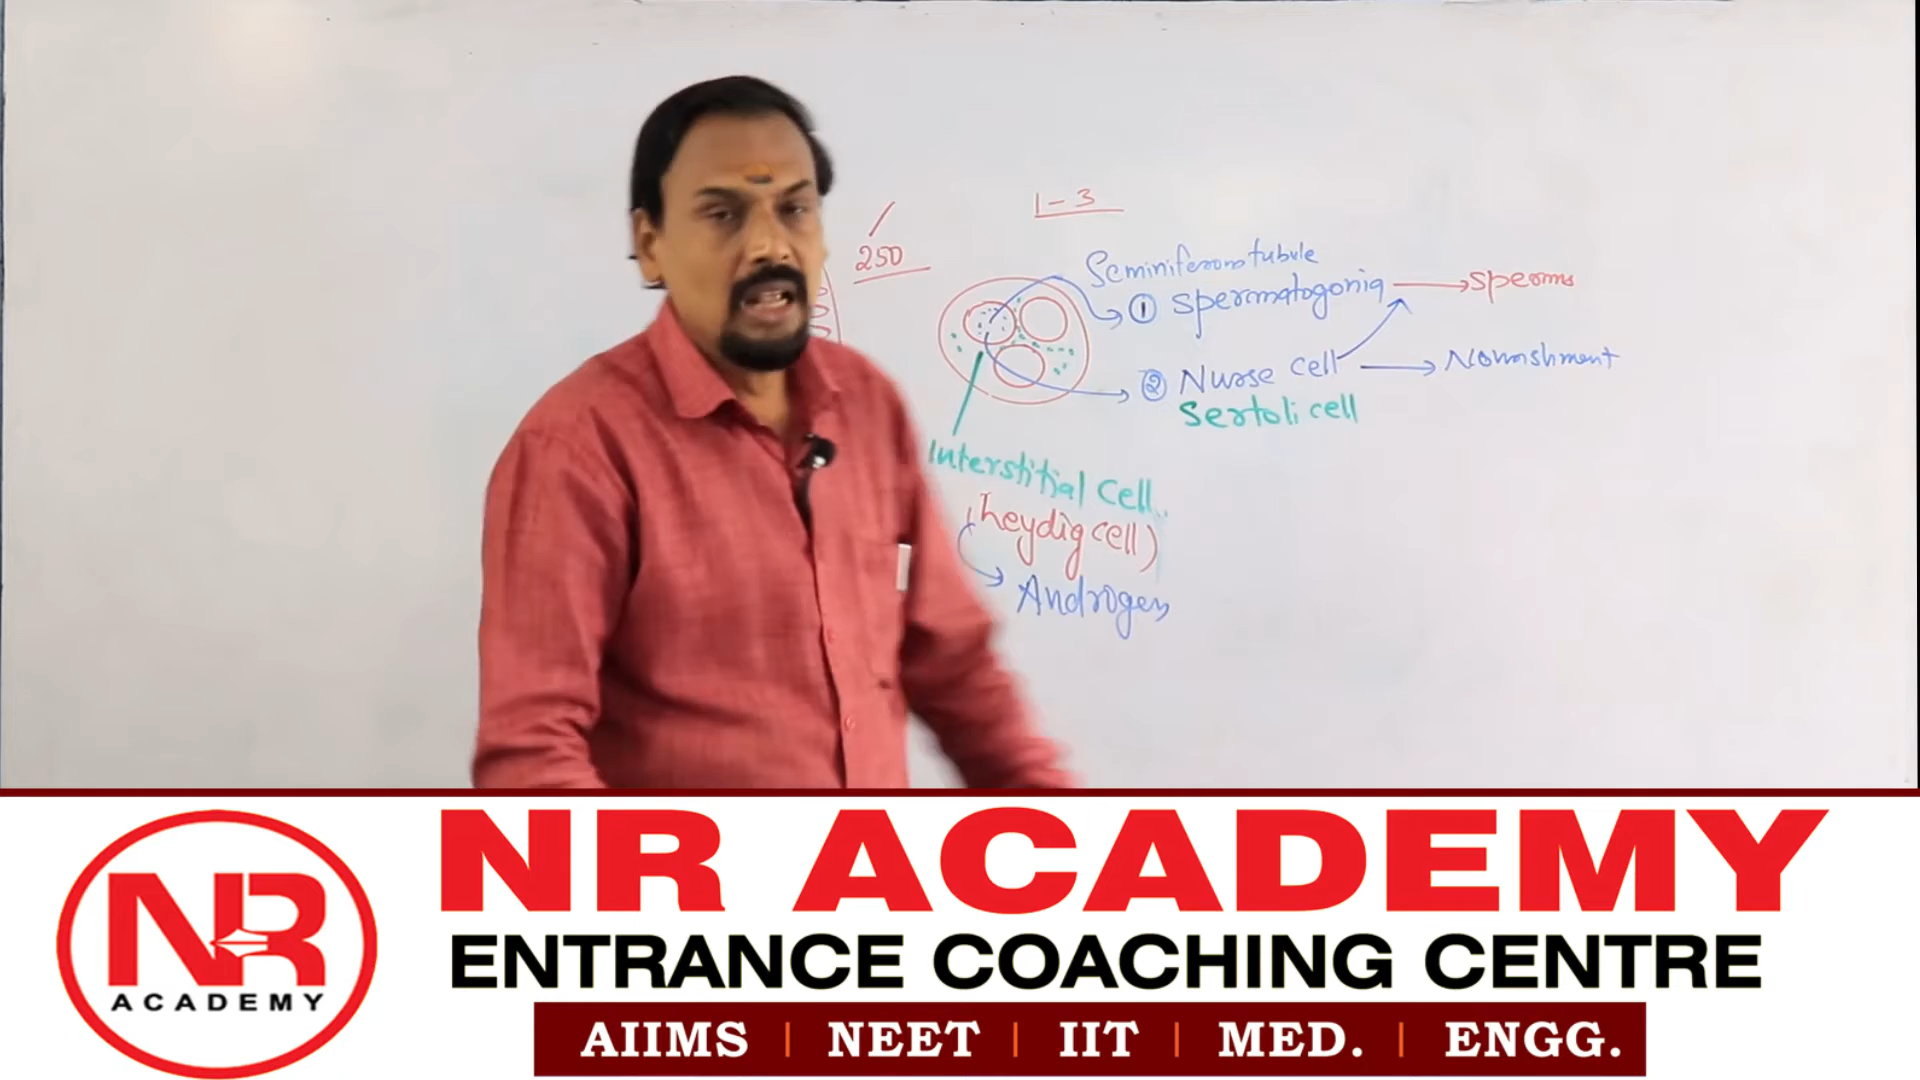 1-3
250
Seminiferous tubule
① Spermatogonia → Sperms
② Nurse cell → Nourishment
Sertoli cell
Interstitial cell
(Leydig cell)
Androgen
NR
ACADEMY
NR ACADEMY
ENTRANCE COACHING CENTRE
AIIMS | NEET | IIT | MED. | ENGG.